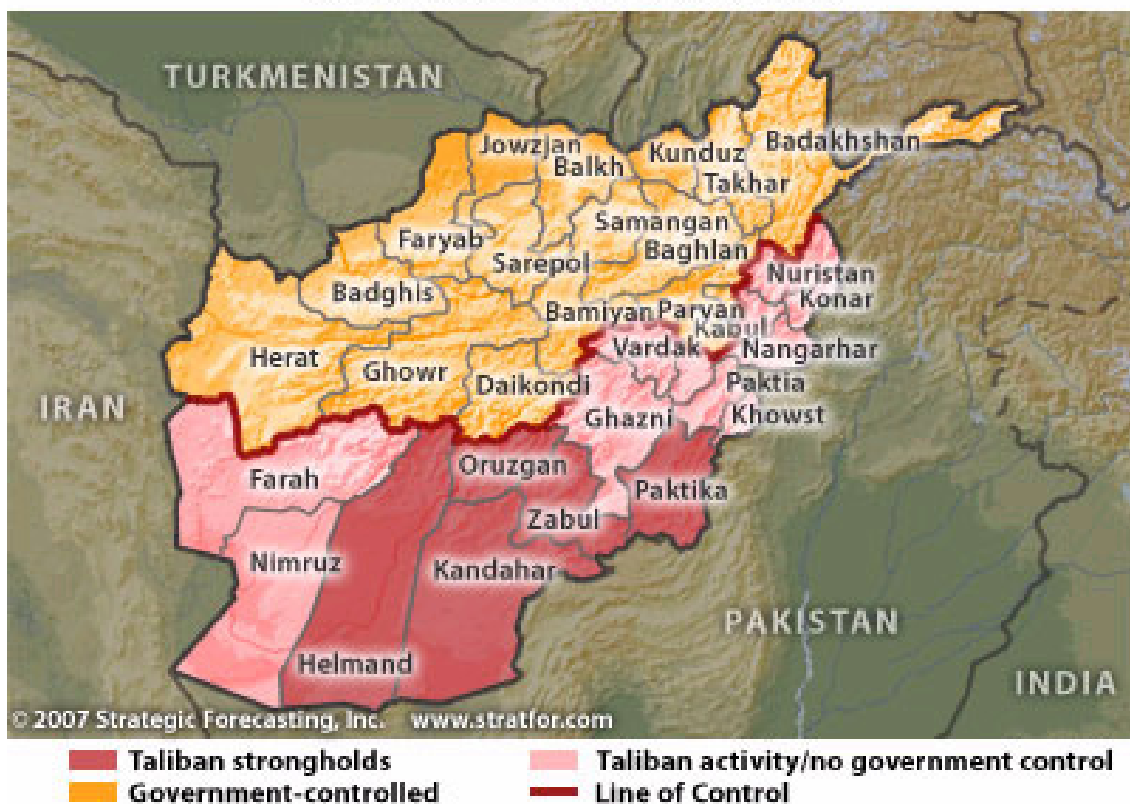 TURKMENISTAN
Jowzjan
Balkh
Kunduz
Badakhshan
Takhar
Samangan
Faryab
Baghlan
Sarepol
Nuristan
Badghis
Konar
Bamiyan
Parvan
Kabul
Herat
Vardak
Nangarhar
Ghowr
Daikondi
Paktia
IRAN
Ghazni
Khowst
Oruzgan
Farah
Paktika
Zabul
Nimruz
Kandahar
PAKISTAN
Helmand
INDIA
© 2007 Strategic Forecasting, Inc. www.stratfor.com
Taliban strongholds
Taliban activity/no government control
Government-controlled
Line of Control